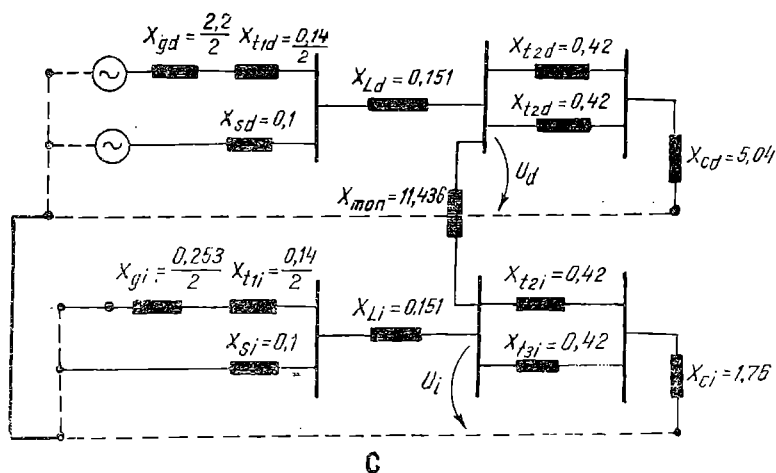 X_gd = 2,2/2
X_t1d = 0,14/2
X_Ld = 0,151
X_t2d = 0,42
X_t2d = 0,42
X_sd = 0,1
X_cd = 5,04
U_d
X_mon = 11,436
X_gi = 0,253/2
X_t1i = 0,14/2
X_Li = 0,151
X_t2i = 0,42
X_si = 0,1
X_t3i = 0,42
X_ci = 1,76
U_i
C